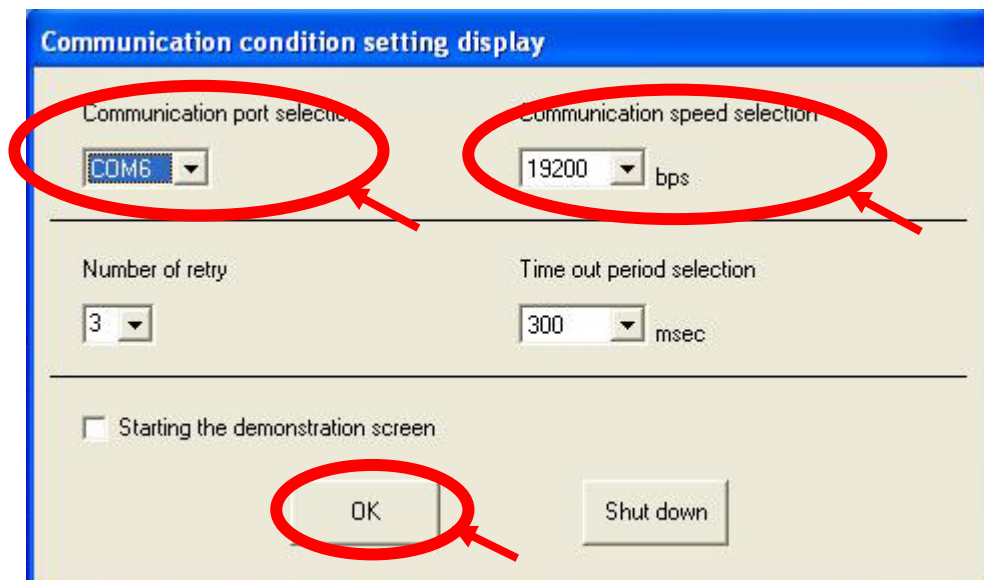 Communication condition setting display
Communication port selection
Communication speed selection
COM6
19200
bps
Number of retry
Time out period selection
3
300
msec
Starting the demonstration screen
OK
Shut down